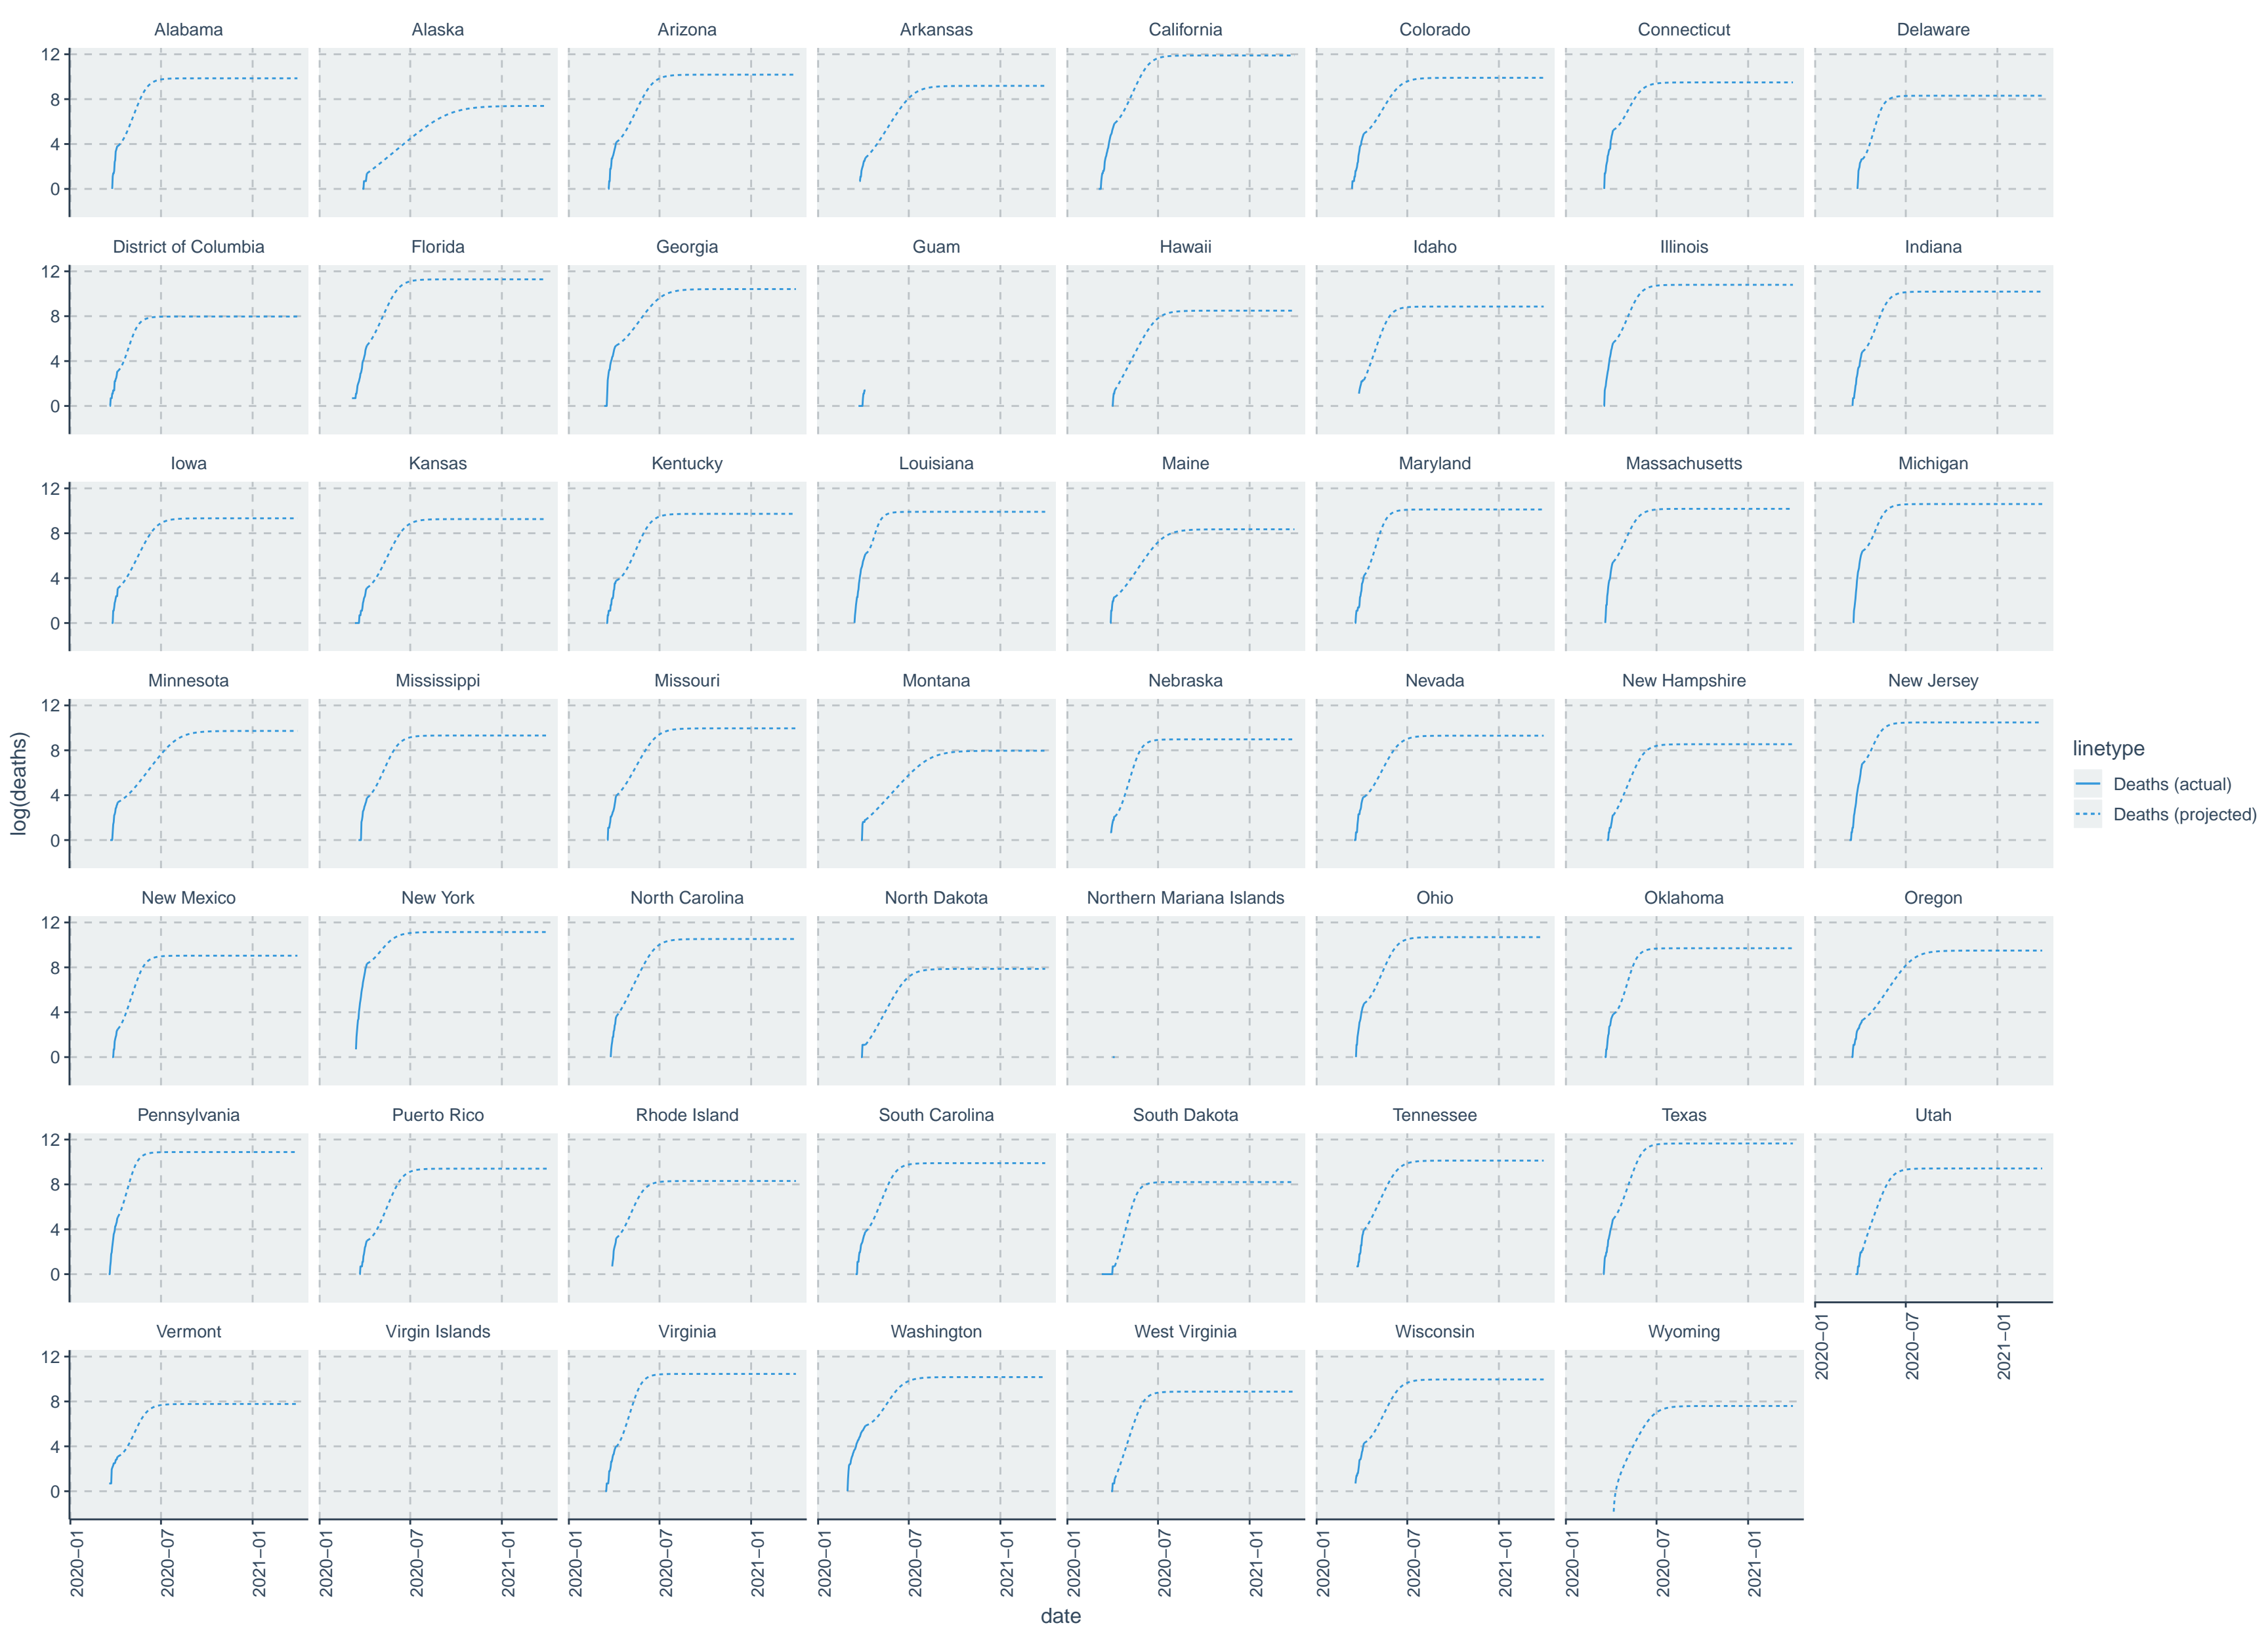 Alabama Alaska Arizona Arkansas California Colorado Connecticut Delaware
12
8
4
0
District of Columbia Florida Georgia Guam Hawaii Idaho Illinois Indiana
12
8
4
0
Iowa Kansas Kentucky Louisiana Maine Maryland Massachusetts Michigan
12
8
4
0
Minnesota Mississippi Missouri Montana Nebraska Nevada New Hampshire New Jersey
12
8
4
0
log(deaths)
linetype
Deaths (actual)
Deaths (projected)
New Mexico New York North Carolina North Dakota Northern Mariana Islands Ohio Oklahoma Oregon
12
8
4
0
Pennsylvania Puerto Rico Rhode Island South Carolina South Dakota Tennessee Texas Utah
12
8
4
0
2020−01 2020−07 2021−01
Vermont Virgin Islands Virginia Washington West Virginia Wisconsin Wyoming
12
8
4
0
2020−01 2020−07 2021−01 2020−01 2020−07 2021−01 2020−01 2020−07 2021−01 2020−01 2020−07 2021−01 2020−01 2020−07 2021−01 2020−01 2020−07 2021−01 2020−01 2020−07 2021−01
date